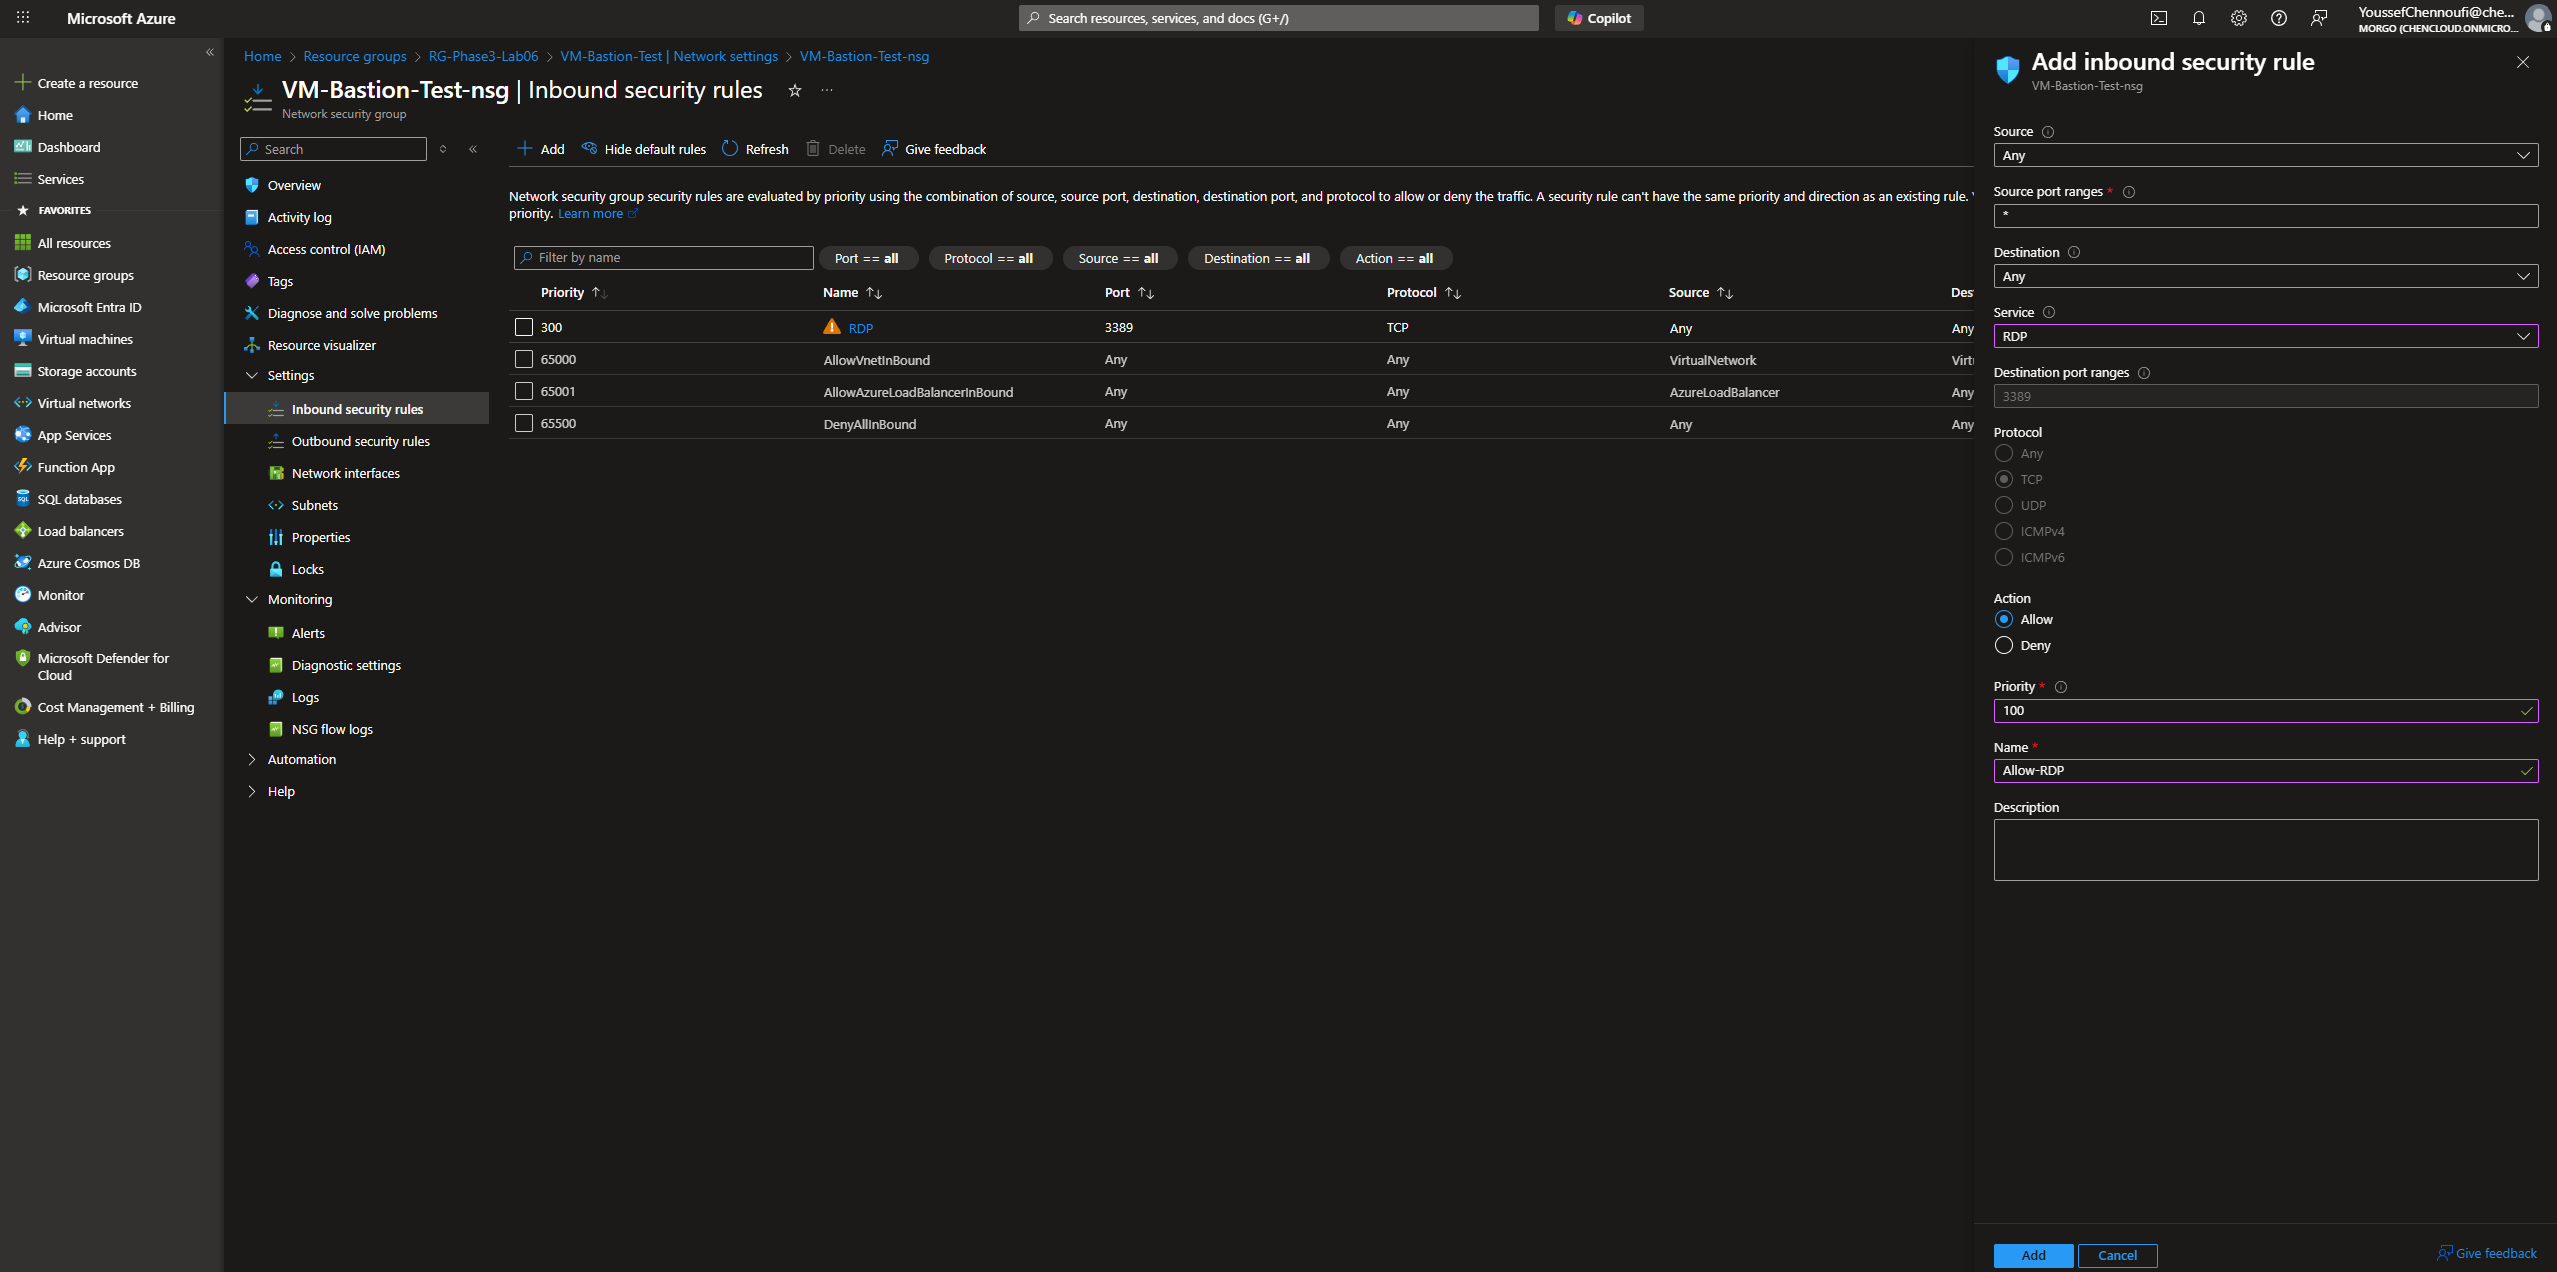 Microsoft Azure
Search resources, services, and docs (G+/)
Copilot
YoussefChennoufi@che...
MORGO (CHENCLOUD.ONMICRO...
Create a resource
Home
Dashboard
Services
FAVORITES
All resources
Resource groups
Microsoft Entra ID
Virtual machines
Storage accounts
Virtual networks
App Services
Function App
SQL databases
Load balancers
Azure Cosmos DB
Monitor
Advisor
Microsoft Defender for
Cloud
Cost Management + Billing
Help + support
Home > Resource groups > RG-Phase3-Lab06 > VM-Bastion-Test | Network settings > VM-Bastion-Test-nsg
VM-Bastion-Test-nsg | Inbound security rules
Network security group
Search
Overview
Activity log
Access control (IAM)
Tags
Diagnose and solve problems
Resource visualizer
Settings
Inbound security rules
Outbound security rules
Network interfaces
Subnets
Properties
Locks
Monitoring
Alerts
Diagnostic settings
Logs
NSG flow logs
Automation
Help
Add Hide default rules Refresh Delete Give feedback
Network security group security rules are evaluated by priority using the combination of source, source port, destination, destination port, and protocol to allow or deny the traffic. A security rule can't have the same priority and direction as an existing rule.
priority. Learn more
Filter by name
Port == all
Protocol == all
Source == all
Destination == all
Action == all
Priority Name Port Protocol Source Des
300 RDP 3389 TCP Any Any
65000 AllowVnetInBound Any Any VirtualNetwork Virt
65001 AllowAzureLoadBalancerInBound Any Any AzureLoadBalancer Any
65500 DenyAllInBound Any Any Any Any
Add inbound security rule
VM-Bastion-Test-nsg
Source
Any
Source port ranges *
*
Destination
Any
Service
RDP
Destination port ranges
3389
Protocol
Any
TCP
UDP
ICMPv4
ICMPv6
Action
Allow
Deny
Priority *
100
Name *
Allow-RDP
Description
Add
Cancel
Give feedback